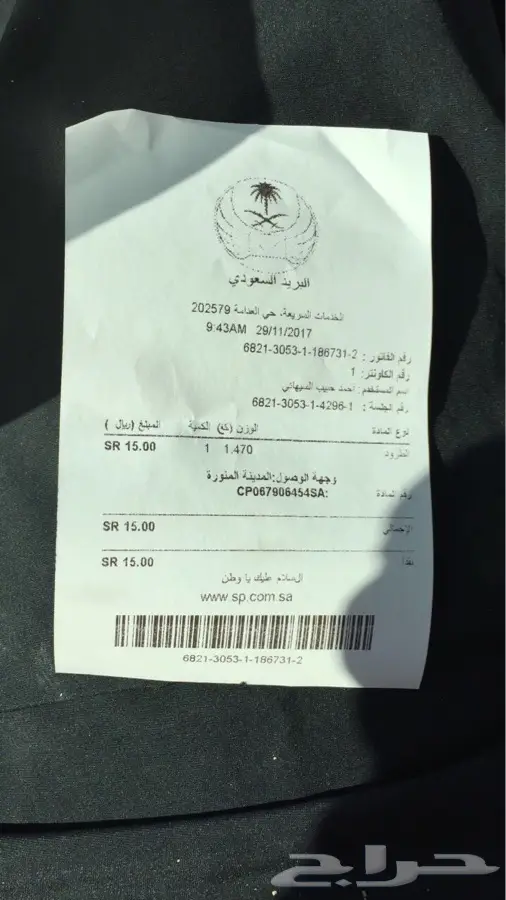 البريد السعودي
الخدمات السريعة، حي العدامة 202579
9:43AM 29/11/2017
رقم الفاتور : 6821-3053-1-186731-2
رقم الكاونتر: 1
اسم المستخدم: احمد حبيب السيهاتي
رقم الجلسة : 6821-3053-1-4296-1
نوع المادة الوزن (كغ) الكمية المبلغ (ريال )
الطرود 1.470 1 SR 15.00
وجهة الوصول:المدينة المنورة
رقم المادة :CP067906454SA
الإجمالي SR 15.00
نقدا SR 15.00
السلام عليك يا وطن
www.sp.com.sa
6821-3053-1-186731-2
حراج